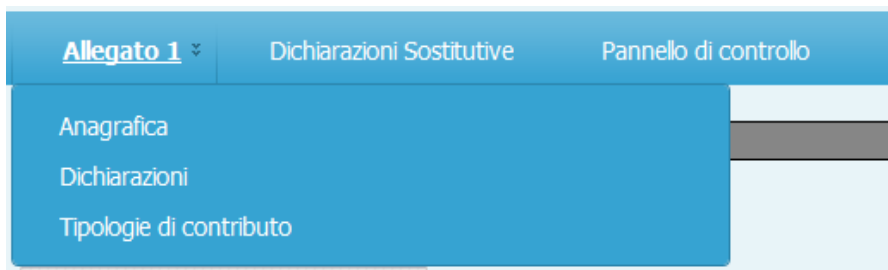 Allegato 1 Dichiarazioni Sostitutive Pannello di controllo
Anagrafica
Dichiarazioni
Tipologie di contributo